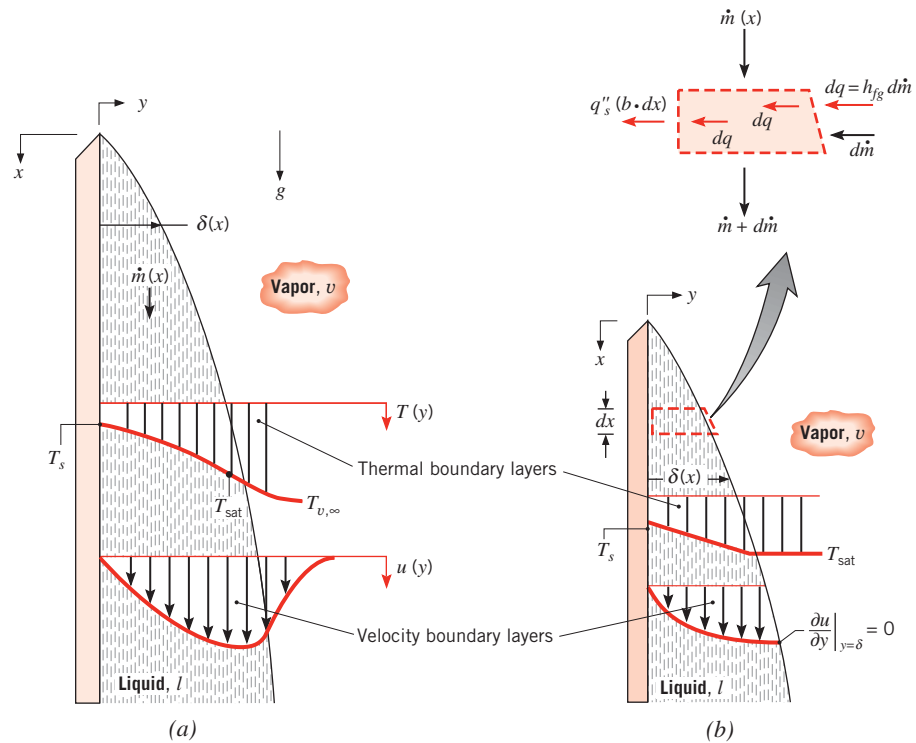 y
x
g
δ(x)
ṁ(x)
Vapor, v
T(y)
T_s
Thermal boundary layers
T_sat
T_v,∞
u(y)
Velocity boundary layers
Liquid, l
(a)
ṁ(x)
dq = h_fg dṁ
q″_s (b • dx)
dq
dq
dṁ
ṁ + dṁ
y
x
dx
Vapor, v
δ(x)
T_s
T_sat
∂u/∂y|_y=δ = 0
Liquid, l
(b)